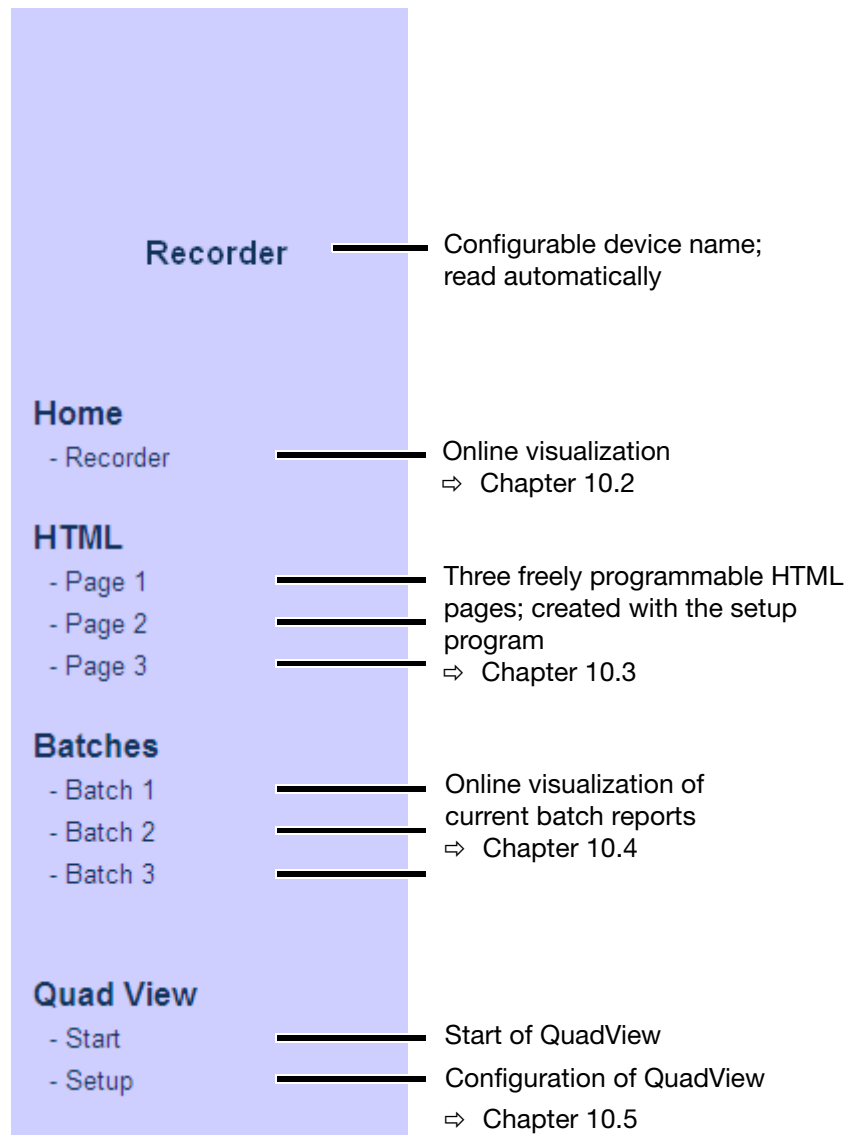 Recorder
Configurable device name;
read automatically
Home
- Recorder
Online visualization
⇨ Chapter 10.2
HTML
- Page 1
- Page 2
- Page 3
Three freely programmable HTML
pages; created with the setup
program
⇨ Chapter 10.3
Batches
- Batch 1
- Batch 2
- Batch 3
Online visualization of
current batch reports
⇨ Chapter 10.4
Quad View
- Start
Start of QuadView
- Setup
Configuration of QuadView
⇨ Chapter 10.5